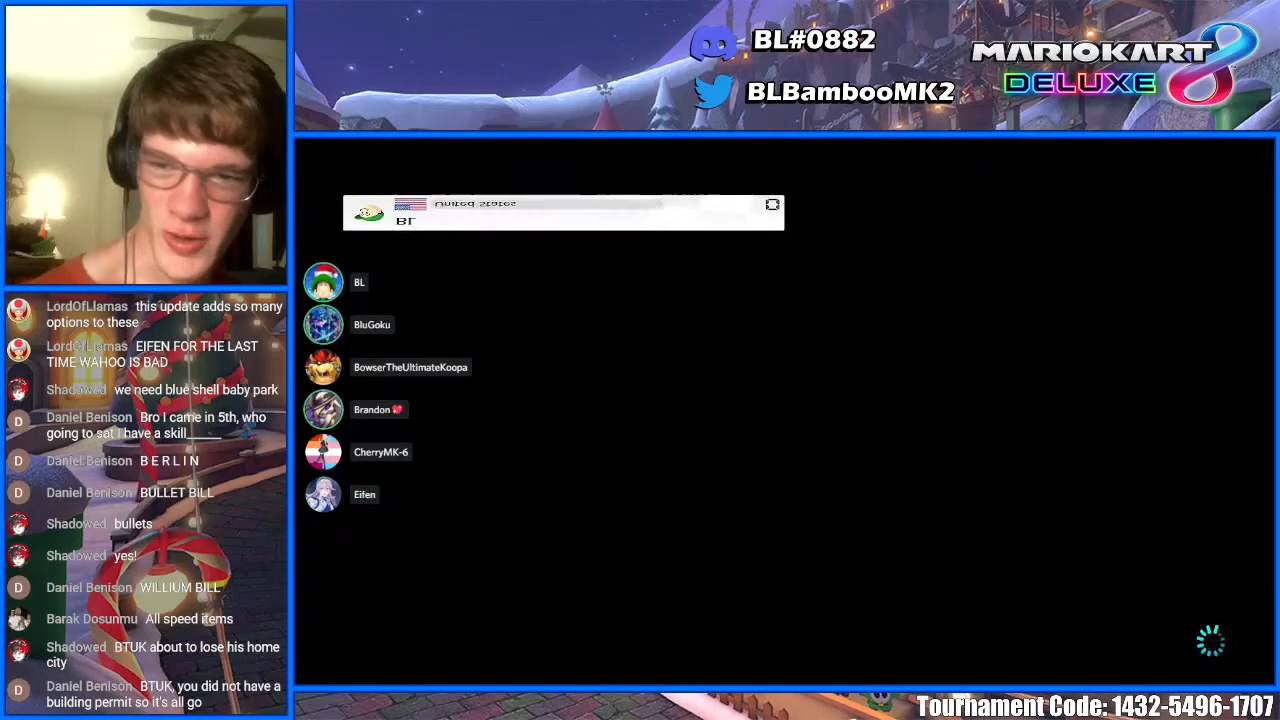 BL#0882
BLBambooMK2
MARIOKART 8
DELUXE
United States
BL
BL
BluGoku
BowserTheUltimateKoopa
Brandon
CherryMK-6
Eifen
LordOfLlamas this update adds so many
options to these
LordOfLlamas EIFEN FOR THE LAST
TIME WAHOO IS BAD
Shadowed we need blue shell baby park
Daniel Benison Bro I came in 5th, who
going to sat I have a skill______
Daniel Benison B E R L I N
Daniel Benison BULLET BILL
Shadowed bullets
Shadowed yes!
Daniel Benison WILLIUM BILL
Barak Dosunmu All speed items
Shadowed BTUK about to lose his home
city
Daniel Benison BTUK, you did not have a
building permit so it's all go
Tournament Code: 1432-5496-1707